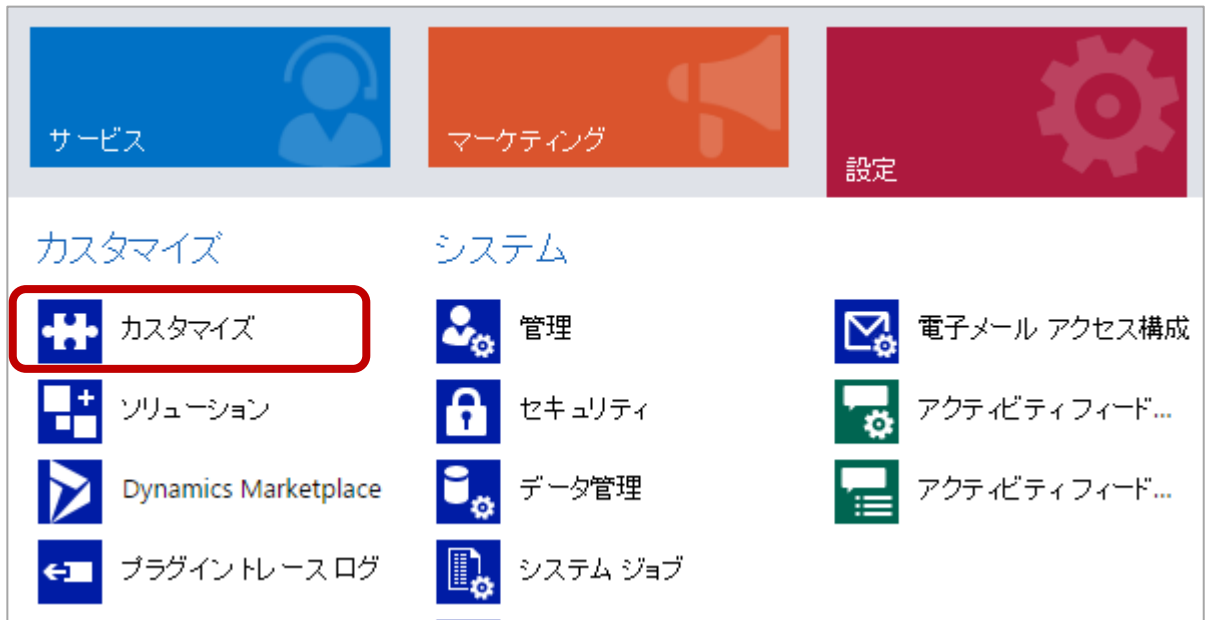 サービス
マーケティング
設定
カスタマイズ
システム
カスタマイズ
管理
電子メール アクセス構成
ソリューション
セキュリティ
アクティビティ フィード...
Dynamics Marketplace
データ管理
アクティビティ フィード...
プラグイントレース ログ
システム ジョブ